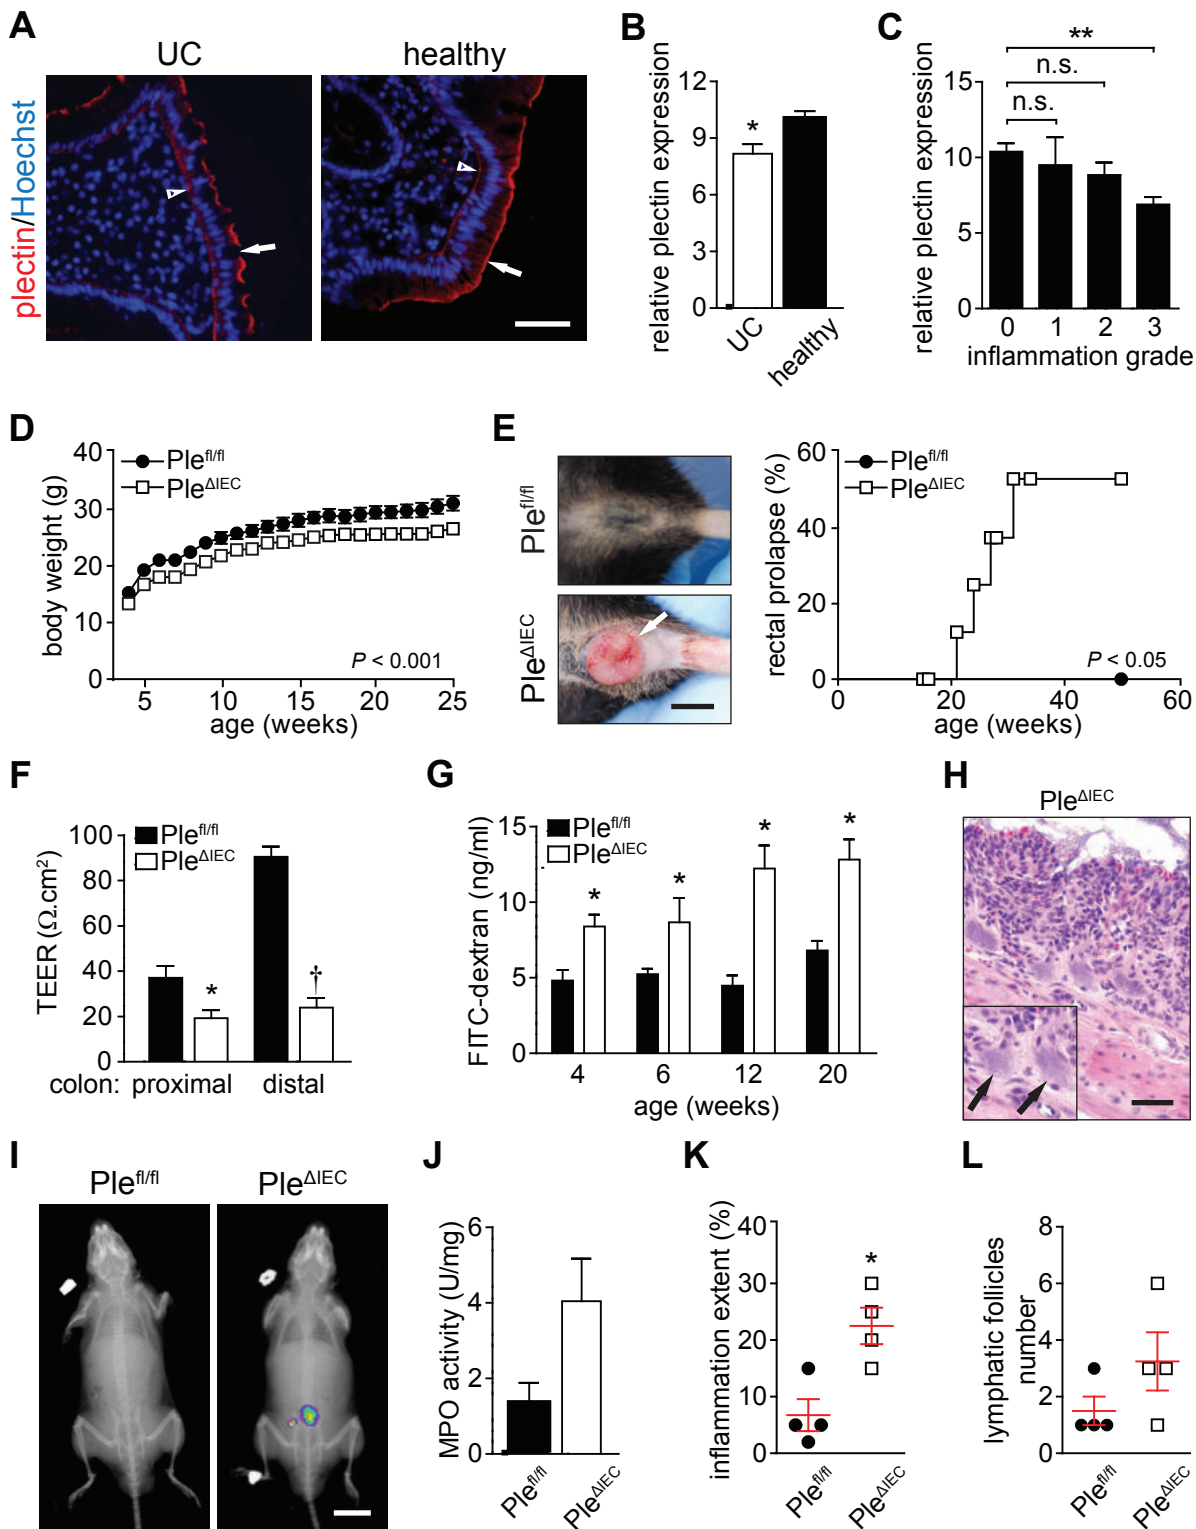 A
UC
healthy
plectin/Hoechst
B
relative plectin expression
12
9
6
3
0
*
UC
healthy
C
relative plectin expression
15
10
5
0
**
n.s.
n.s.
0 1 2 3
inflammation grade
D
body weight (g)
40
30
20
10
0
Ple^fl/fl
Ple^ΔIEC
P < 0.001
5 10 15 20 25
age (weeks)
E
Ple^fl/fl
Ple^ΔIEC
rectal prolapse (%)
60
40
20
0
Ple^fl/fl
Ple^ΔIEC
P < 0.05
0 20 40 60
age (weeks)
F
TEER (Ω.cm²)
100
80
60
40
20
0
Ple^fl/fl
Ple^ΔIEC
*
†
colon: proximal distal
G
FITC-dextran (ng/ml)
15
10
5
0
Ple^fl/fl
Ple^ΔIEC
* * * *
4 6 12 20
age (weeks)
H
Ple^ΔIEC
I
Ple^fl/fl
Ple^ΔIEC
J
MPO activity (U/mg)
6
4
2
0
Ple^fl/fl
Ple^ΔIEC
K
inflammation extent (%)
40
30
20
10
0
*
Ple^fl/fl
Ple^ΔIEC
L
lymphatic follicles
number
8
6
4
2
0
Ple^fl/fl
Ple^ΔIEC